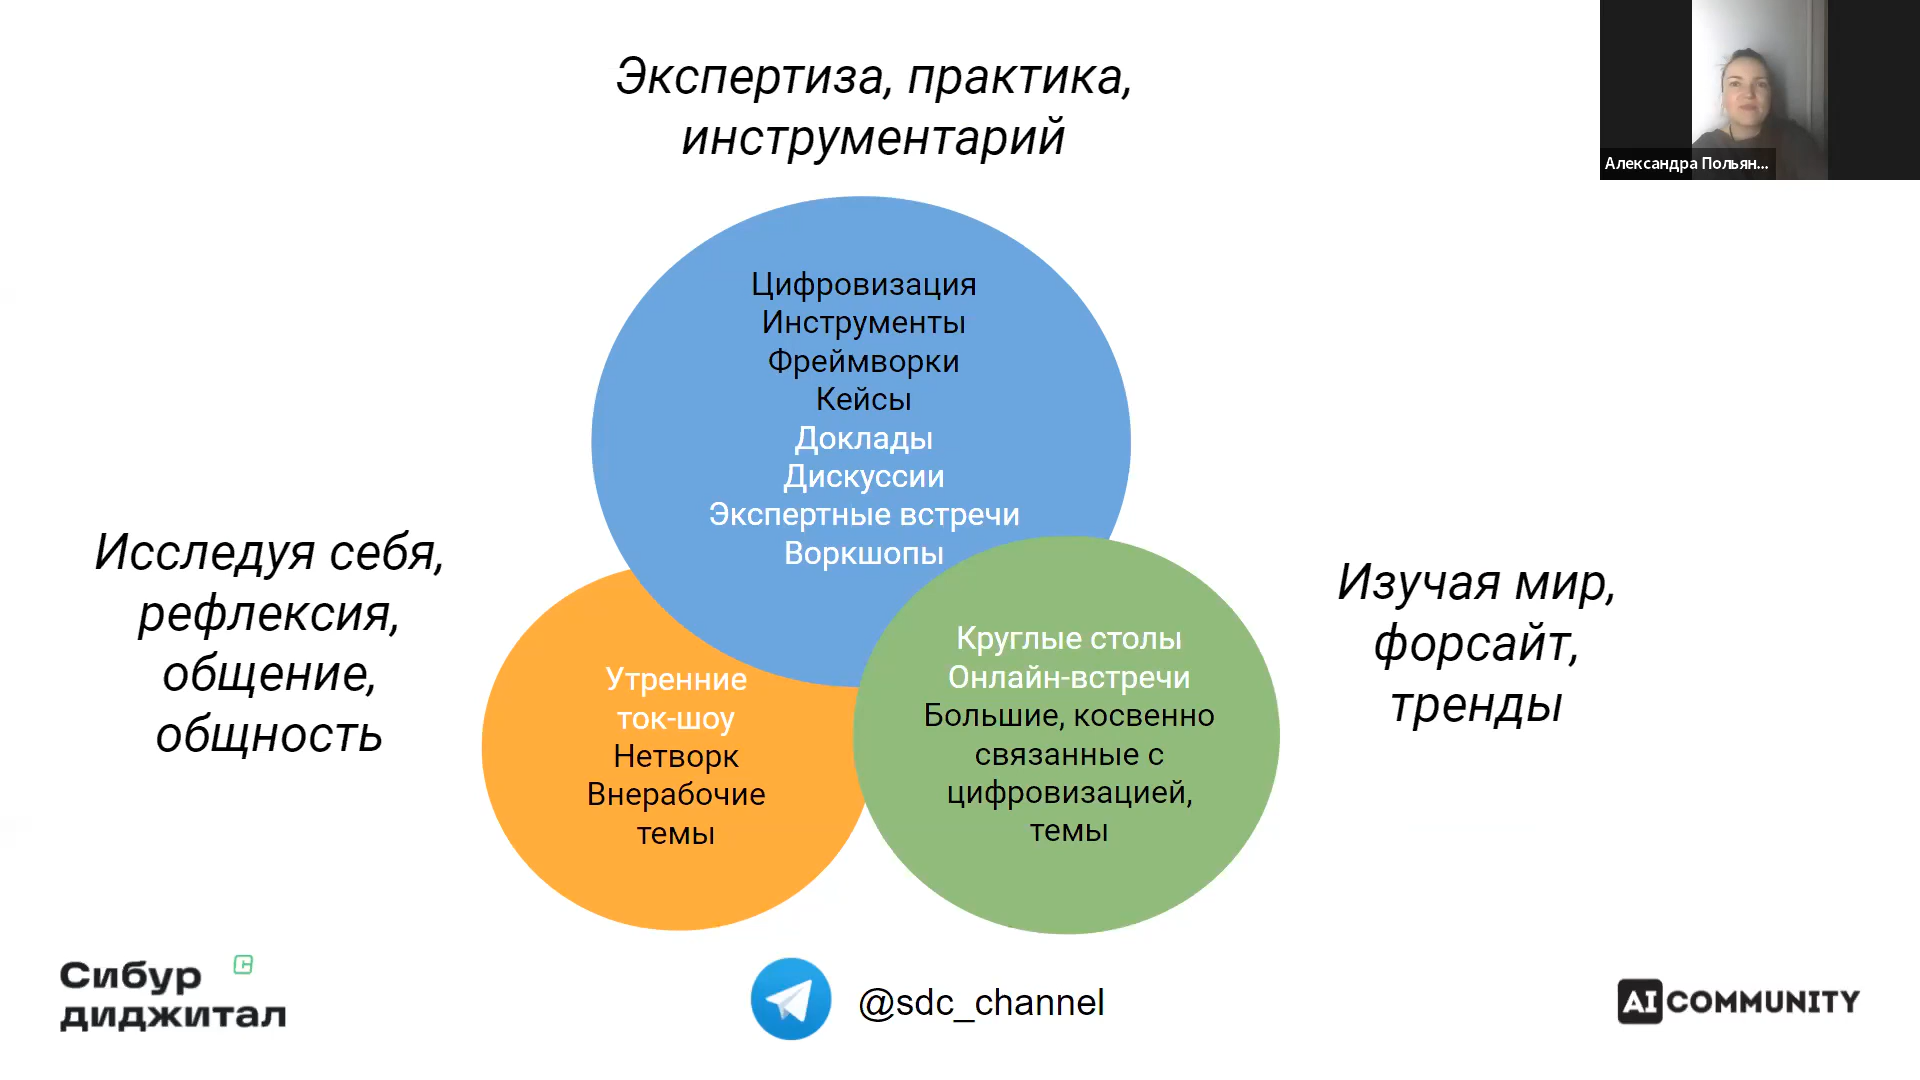 Экспертиза, практика,
инструментарий
Александра Польян...
Цифровизация
Инструменты
Фреймворки
Кейсы
Доклады
Дискуссии
Экспертные встречи
Воркшопы
Исследуя себя,
рефлексия,
общение,
общность
Утренние
ток-шоу
Нетворк
Внерабочие
темы
Круглые столы
Онлайн-встречи
Большие, косвенно
связанные с
цифровизацией,
темы
Изучая мир,
форсайт,
тренды
Сибур
диджитал
@sdc_channel
AI COMMUNITY